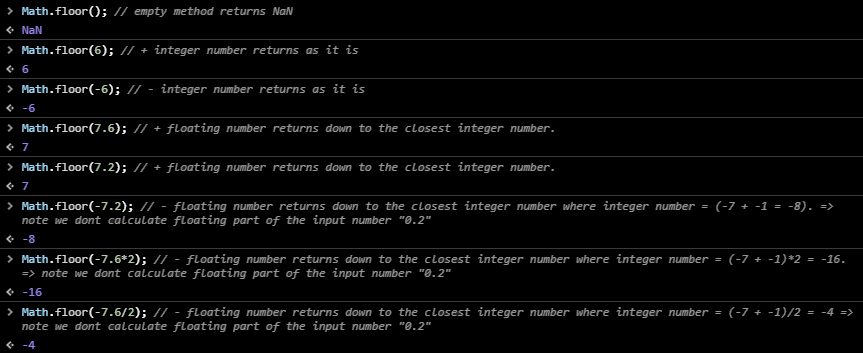 Math.floor(); // empty method returns NaN
NaN
Math.floor(6); // + integer number returns as it is
6
Math.floor(-6); // - integer number returns as it is
-6
Math.floor(7.6); // + floating number returns down to the closest integer number.
7
Math.floor(7.2); // + floating number returns down to the closest integer number.
7
Math.floor(-7.2); // - floating number returns down to the closest integer number where integer number = (-7 + -1 = -8). =>
note we dont calculate floating part of the input number "0.2"
-8
Math.floor(-7.6*2); // - floating number returns down to the closest integer number where integer number = (-7 + -1)*2 = -16.
=> note we dont calculate floating part of the input number "0.2"
-16
Math.floor(-7.6/2); // - floating number returns down to the closest integer number where integer number = (-7 + -1)/2 = -4 =>
note we dont calculate floating part of the input number "0.2"
-4